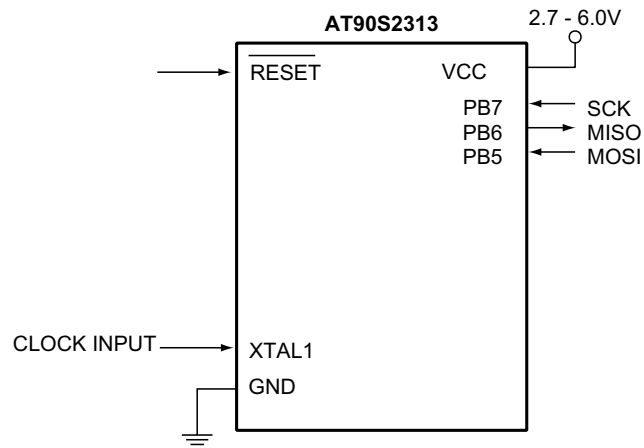 AT90S2313
2.7 - 6.0V
RESET
VCC
PB7
SCK
PB6
MISO
PB5
MOSI
CLOCK INPUT
XTAL1
GND